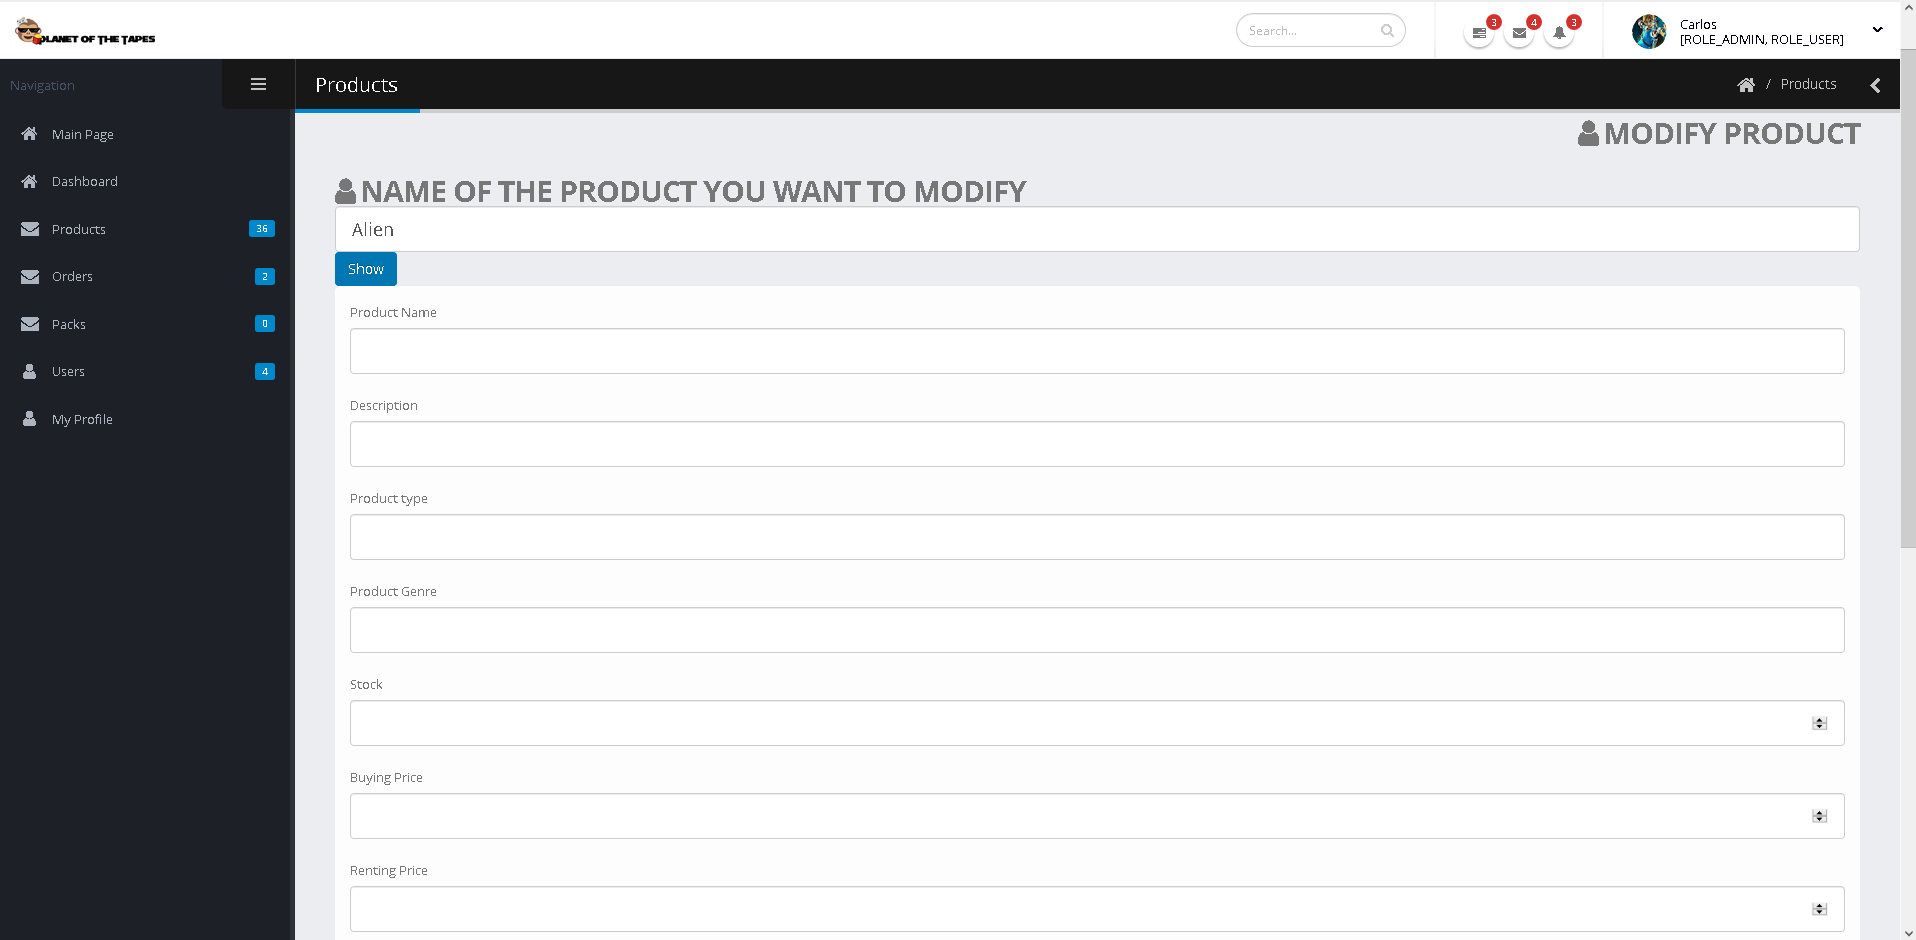 PLANET OF THE TAPES
Search...
3
4
3
Carlos
[ROLE_ADMIN, ROLE_USER]
Navigation
Products
/ Products
Main Page
Dashboard
Products 36
Orders 2
Packs 0
Users 4
My Profile
MODIFY PRODUCT
NAME OF THE PRODUCT YOU WANT TO MODIFY
Alien
Show
Product Name
Description
Product type
Product Genre
Stock
Buying Price
Renting Price